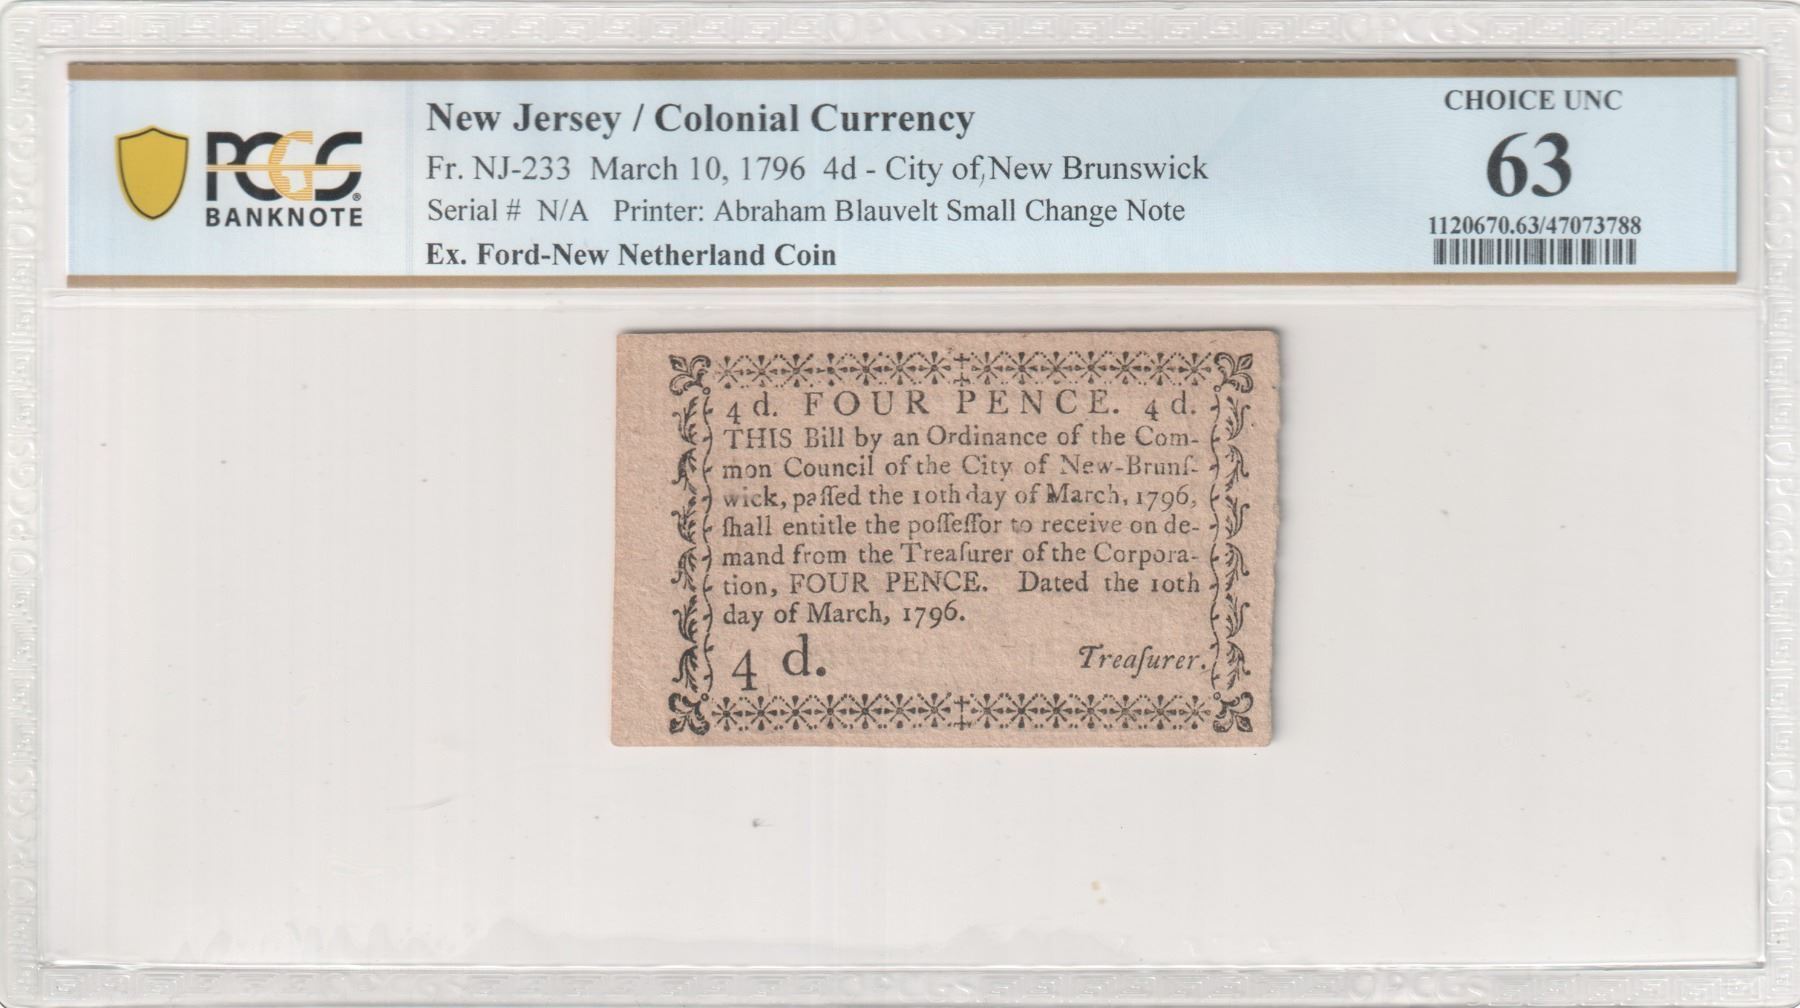 PCGS
BANKNOTE
New Jersey / Colonial Currency
Fr. NJ-233 March 10, 1796 4d - City of, New Brunswick
Serial # N/A Printer: Abraham Blauvelt Small Change Note
Ex. Ford-New Netherland Coin
CHOICE UNC
63
1120670.63/47073788
4 d. FOUR PENCE. 4 d.
THIS Bill by an Ordinance of the Com-
mon Council of the City of New-Brunſ-
wick, paſſed the 10th day of March, 1796,
ſhall entitle the poſſeſſor to receive on de-
mand from the Treaſurer of the Corpora-
tion, FOUR PENCE. Dated the 10th
day of March, 1796.
4 d. Treaſurer.